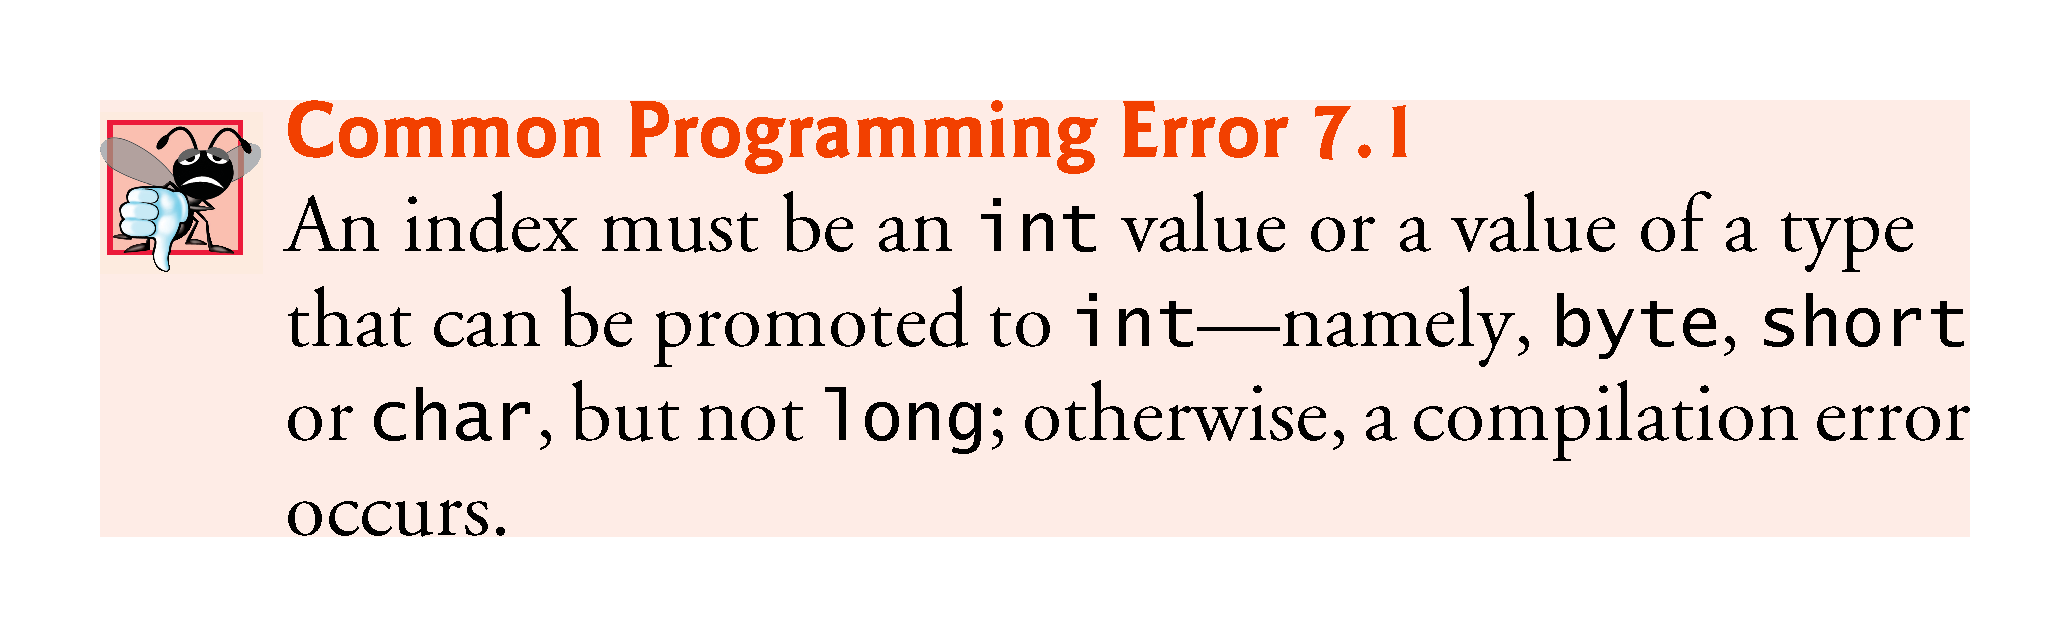 Common Programming Error 7.1
An index must be an int value or a value of a type
that can be promoted to int—namely, byte, short
or char, but not long; otherwise, a compilation error
occurs.